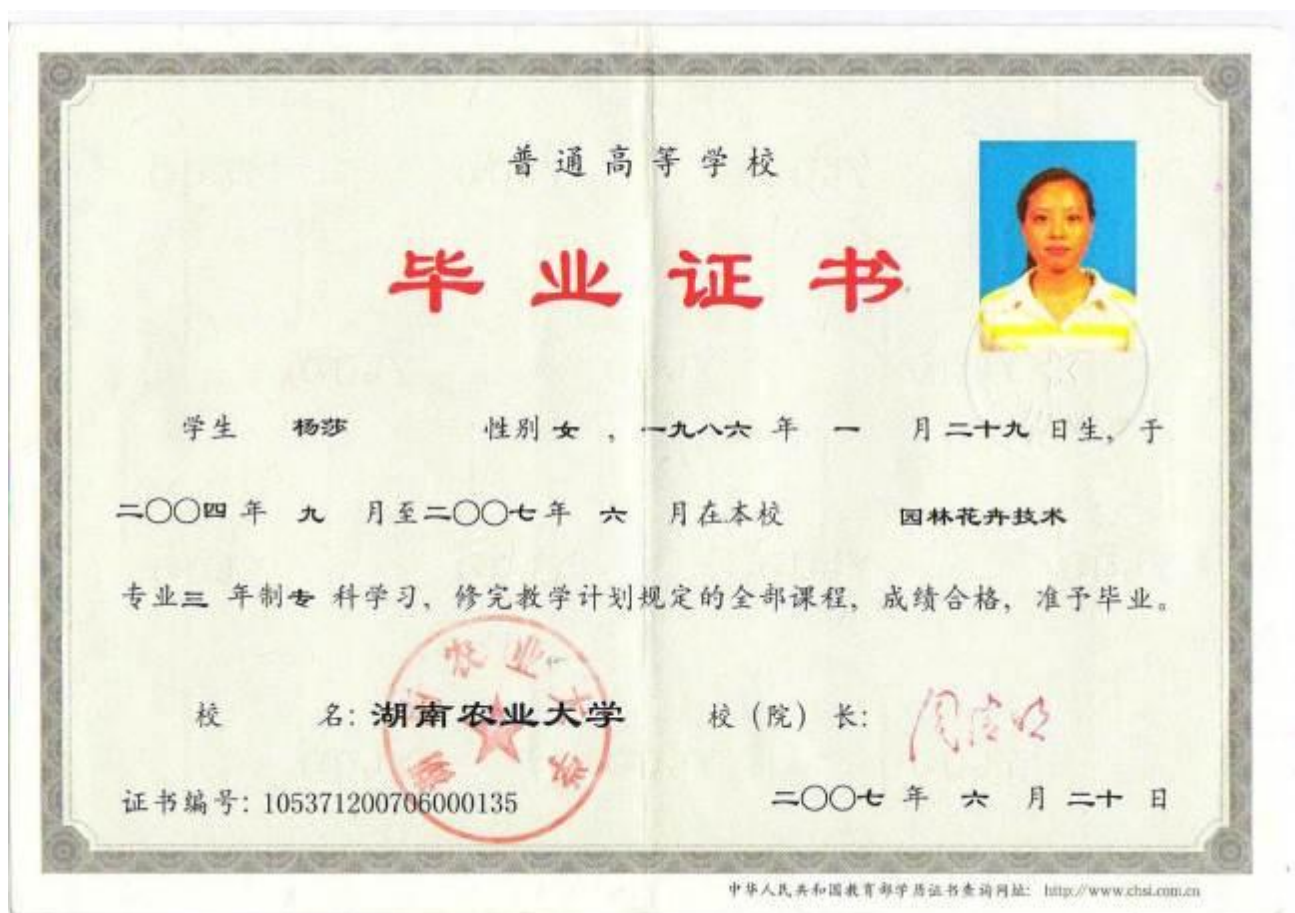 普通高等学校
毕业证书
学生 杨莎 性别 女 , 一九八六 年 一 月 二十九 日生, 于
二〇〇四 年 九 月至二〇〇七年 六 月在本校 园林花卉技术
专业三 年制专 科学习, 修完教学计划规定的全部课程, 成绩合格, 准予毕业。
校 名: 湖南农业大学 校 (院) 长:
湖南农业大学
证书编号: 105371200706000135 二〇〇七 年 六 月 二十 日
中华人民共和国教育部学历证书查询网址: http://www.chsi.com.cn